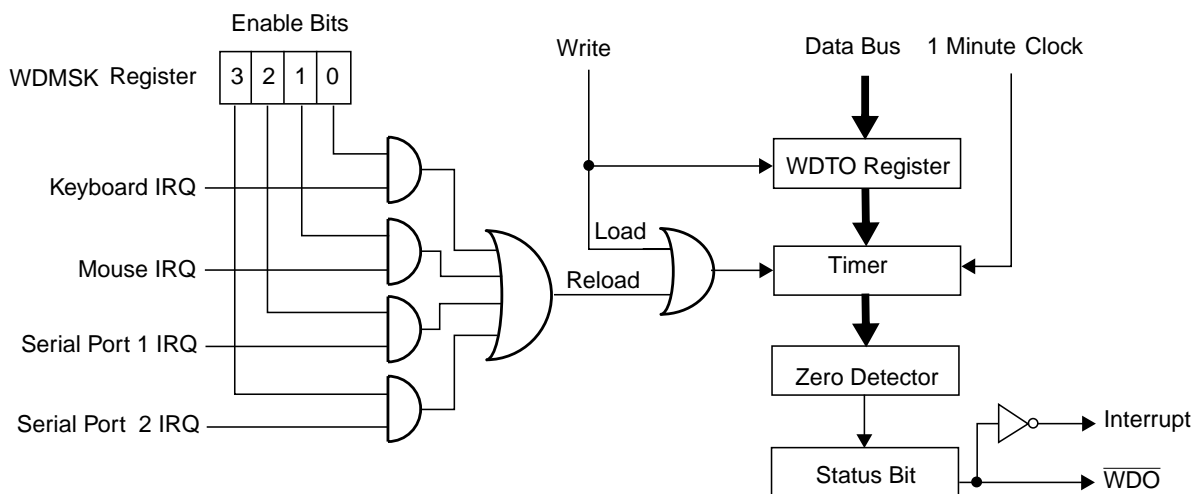 Enable Bits
WDMSK Register 3 2 1 0
Write
Data Bus 1 Minute Clock
WDTO Register
Keyboard IRQ
Load
Mouse IRQ
Reload
Timer
Serial Port 1 IRQ
Zero Detector
Serial Port 2 IRQ
Interrupt
Status Bit
WDO